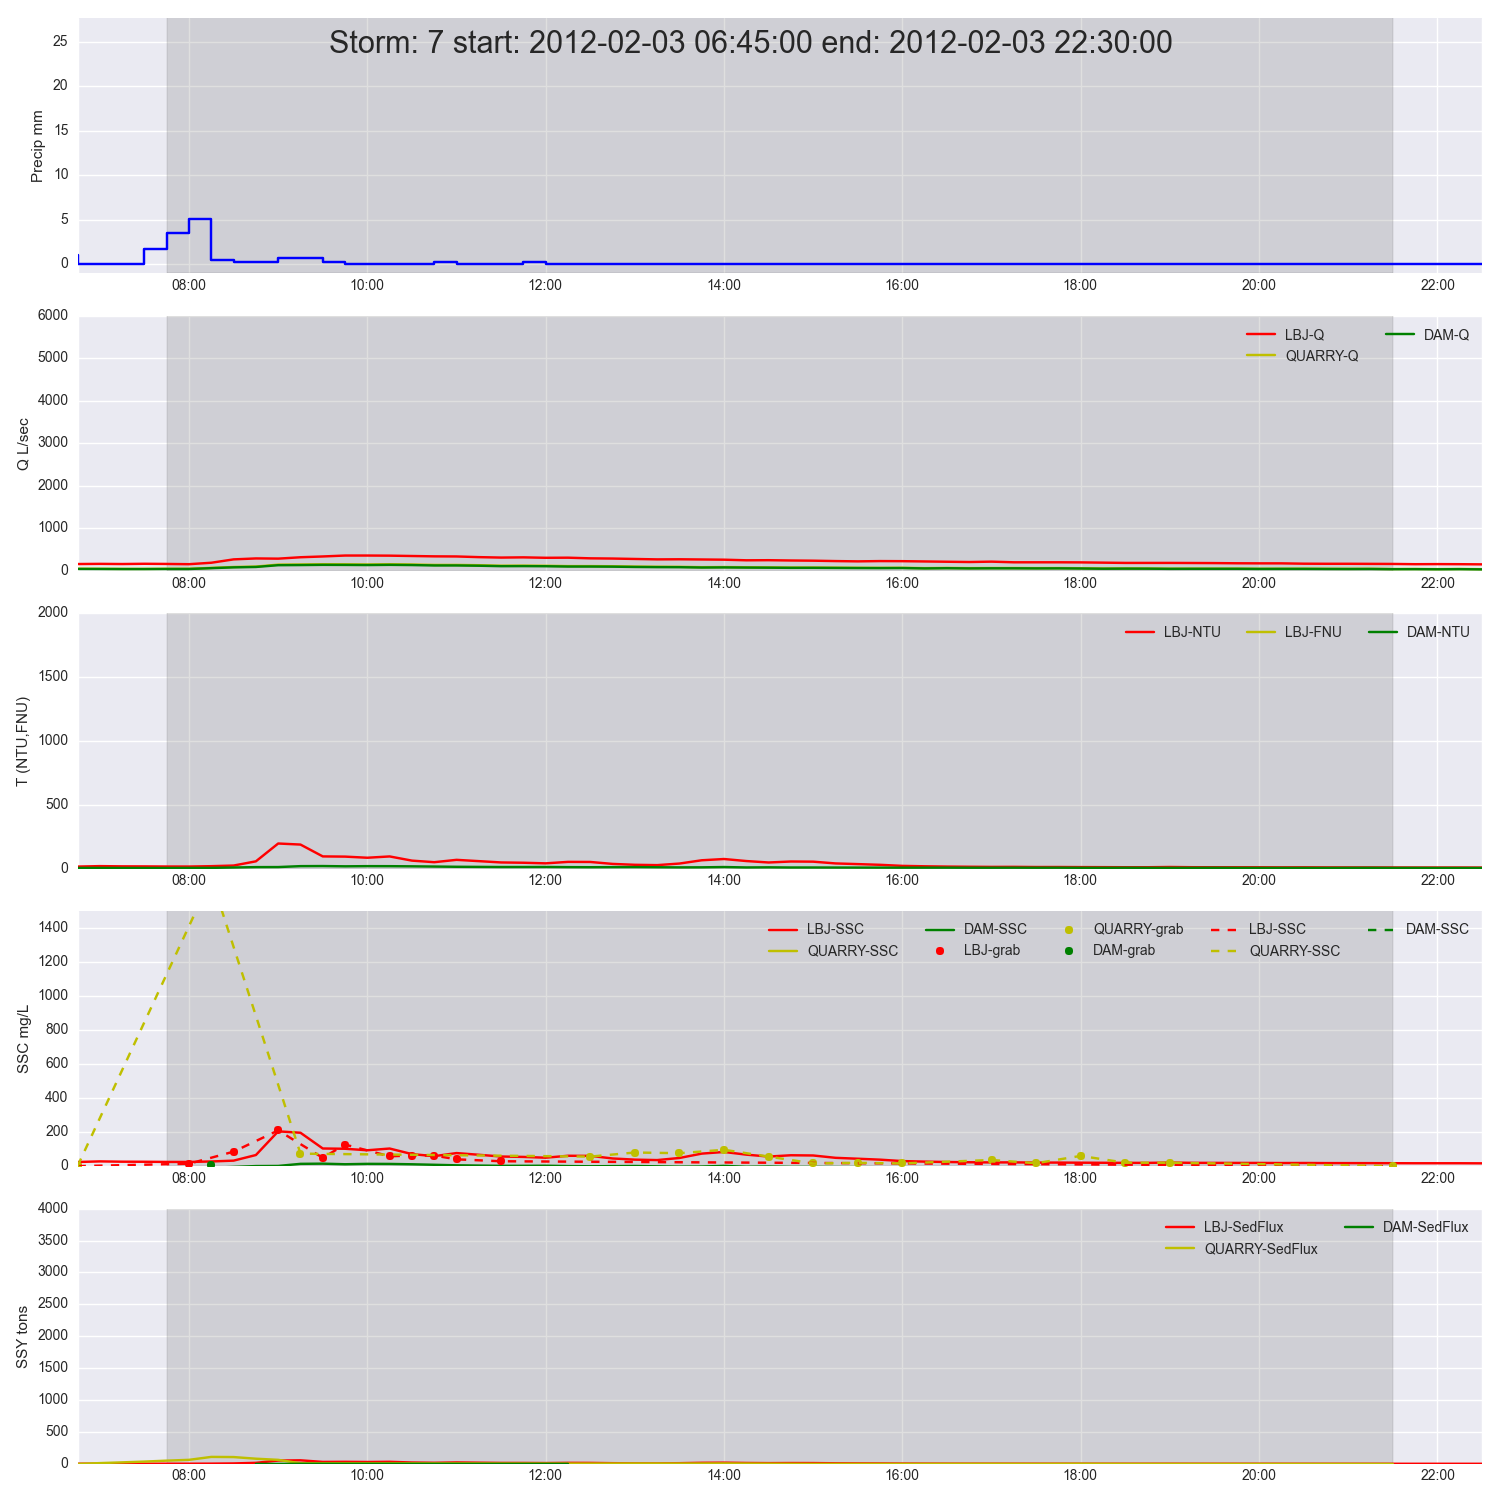 Storm: 7 start: 2012-02-03 06:45:00 end: 2012-02-03 22:30:00
Precip mm
25
20
15
10
5
0
08:00 10:00 12:00 14:00 16:00 18:00 20:00 22:00
Q L/sec
6000
5000
4000
3000
2000
1000
0
LBJ-Q DAM-Q
QUARRY-Q
08:00 10:00 12:00 14:00 16:00 18:00 20:00 22:00
T (NTU,FNU)
2000
1500
1000
500
0
LBJ-NTU LBJ-FNU DAM-NTU
08:00 10:00 12:00 14:00 16:00 18:00 20:00 22:00
SSC mg/L
1400
1200
1000
800
600
400
200
0
LBJ-SSC DAM-SSC QUARRY-grab LBJ-SSC DAM-SSC
QUARRY-SSC LBJ-grab DAM-grab QUARRY-SSC
08:00 10:00 12:00 14:00 16:00 18:00 20:00 22:00
SSY tons
4000
3500
3000
2500
2000
1500
1000
500
0
LBJ-SedFlux DAM-SedFlux
QUARRY-SedFlux
08:00 10:00 12:00 14:00 16:00 18:00 20:00 22:00